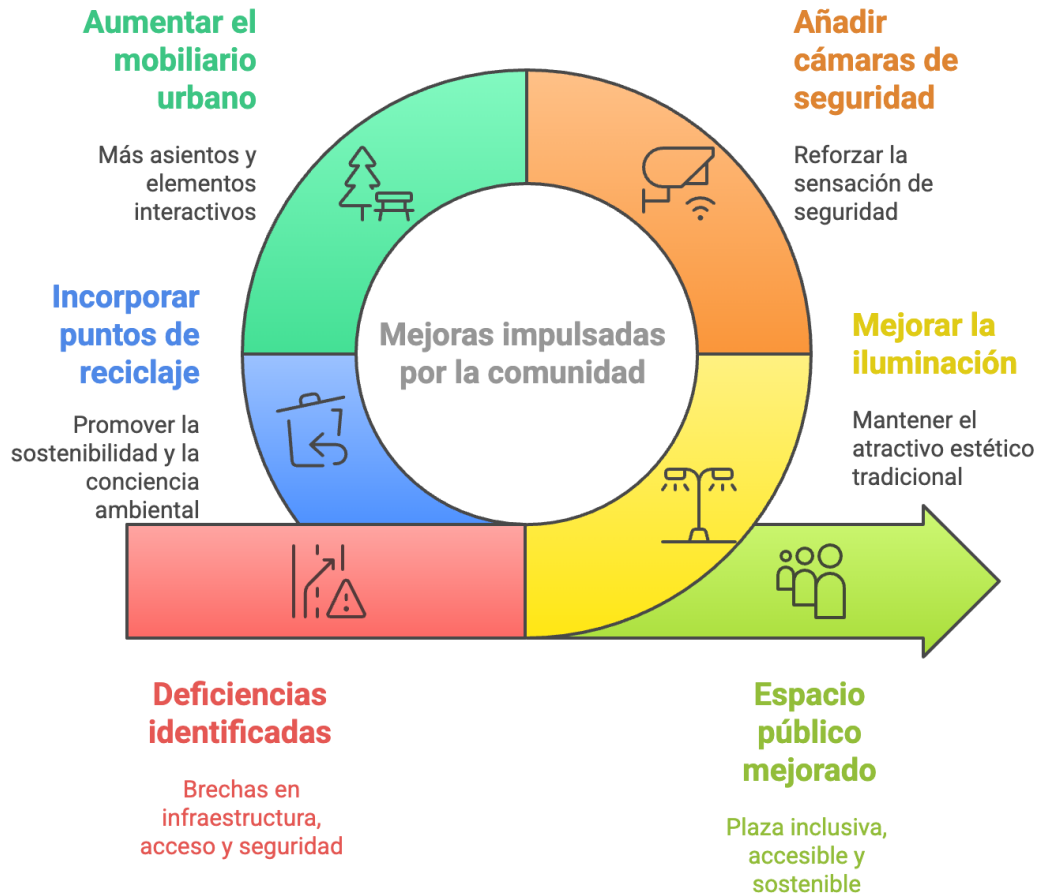 Aumentar el
mobiliario
urbano
Más asientos y
elementos
interactivos
Añadir
cámaras de
seguridad
Reforzar la
sensación de
seguridad
Incorporar
puntos de
reciclaje
Promover la
sostenibilidad y la
conciencia
ambiental
Mejoras impulsadas
por la comunidad
Mejorar la
iluminación
Mantener el
atractivo estético
tradicional
Deficiencias
identificadas
Brechas en
infraestructura,
acceso y seguridad
Espacio
público
mejorado
Plaza inclusiva,
accesible y
sostenible